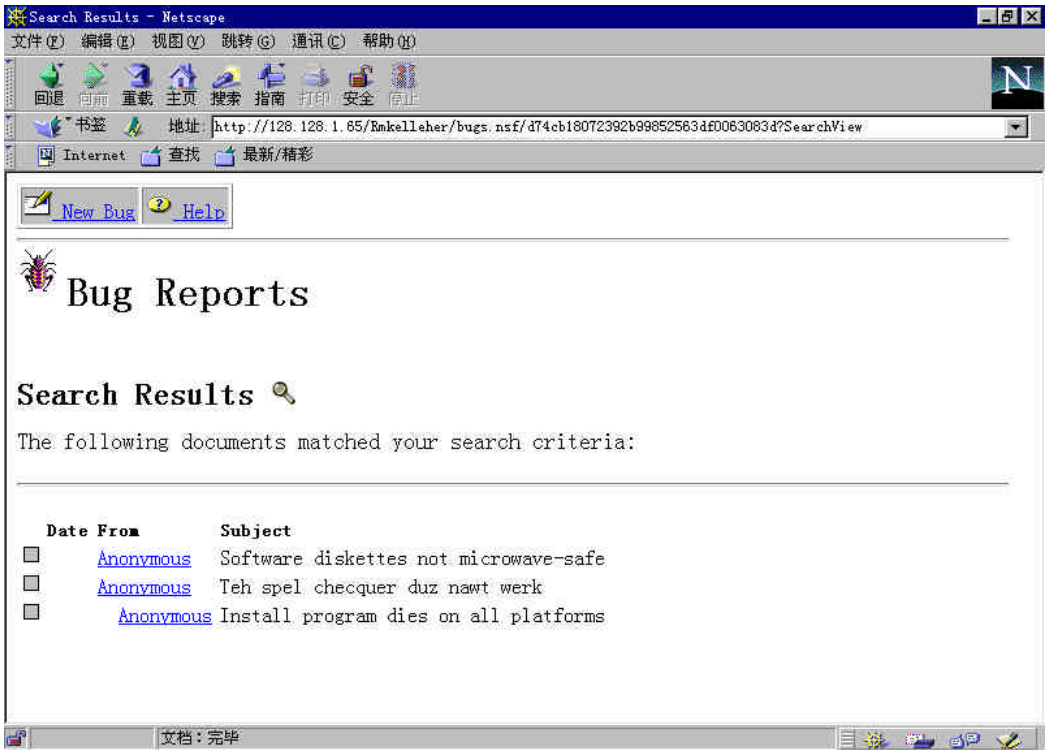 Search Results - Netscape
文件(F) 编辑(E) 视图(V) 跳转(G) 通讯(C) 帮助(H)
回退 向前 重载 主页 搜索 指南 打印 安全 停止
N
书签 地址: http://128.128.1.65/Rmkelleher/bugs.nsf/d74cb18072392b99852563df0063083d?SearchView
Internet 查找 最新/精彩
New Bug Help
Bug Reports
Search Results
The following documents matched your search criteria:
Date From Subject
Anonymous Software diskettes not microwave-safe
Anonymous Teh spel checquer duz nawt werk
Anonymous Install program dies on all platforms
文档：完毕